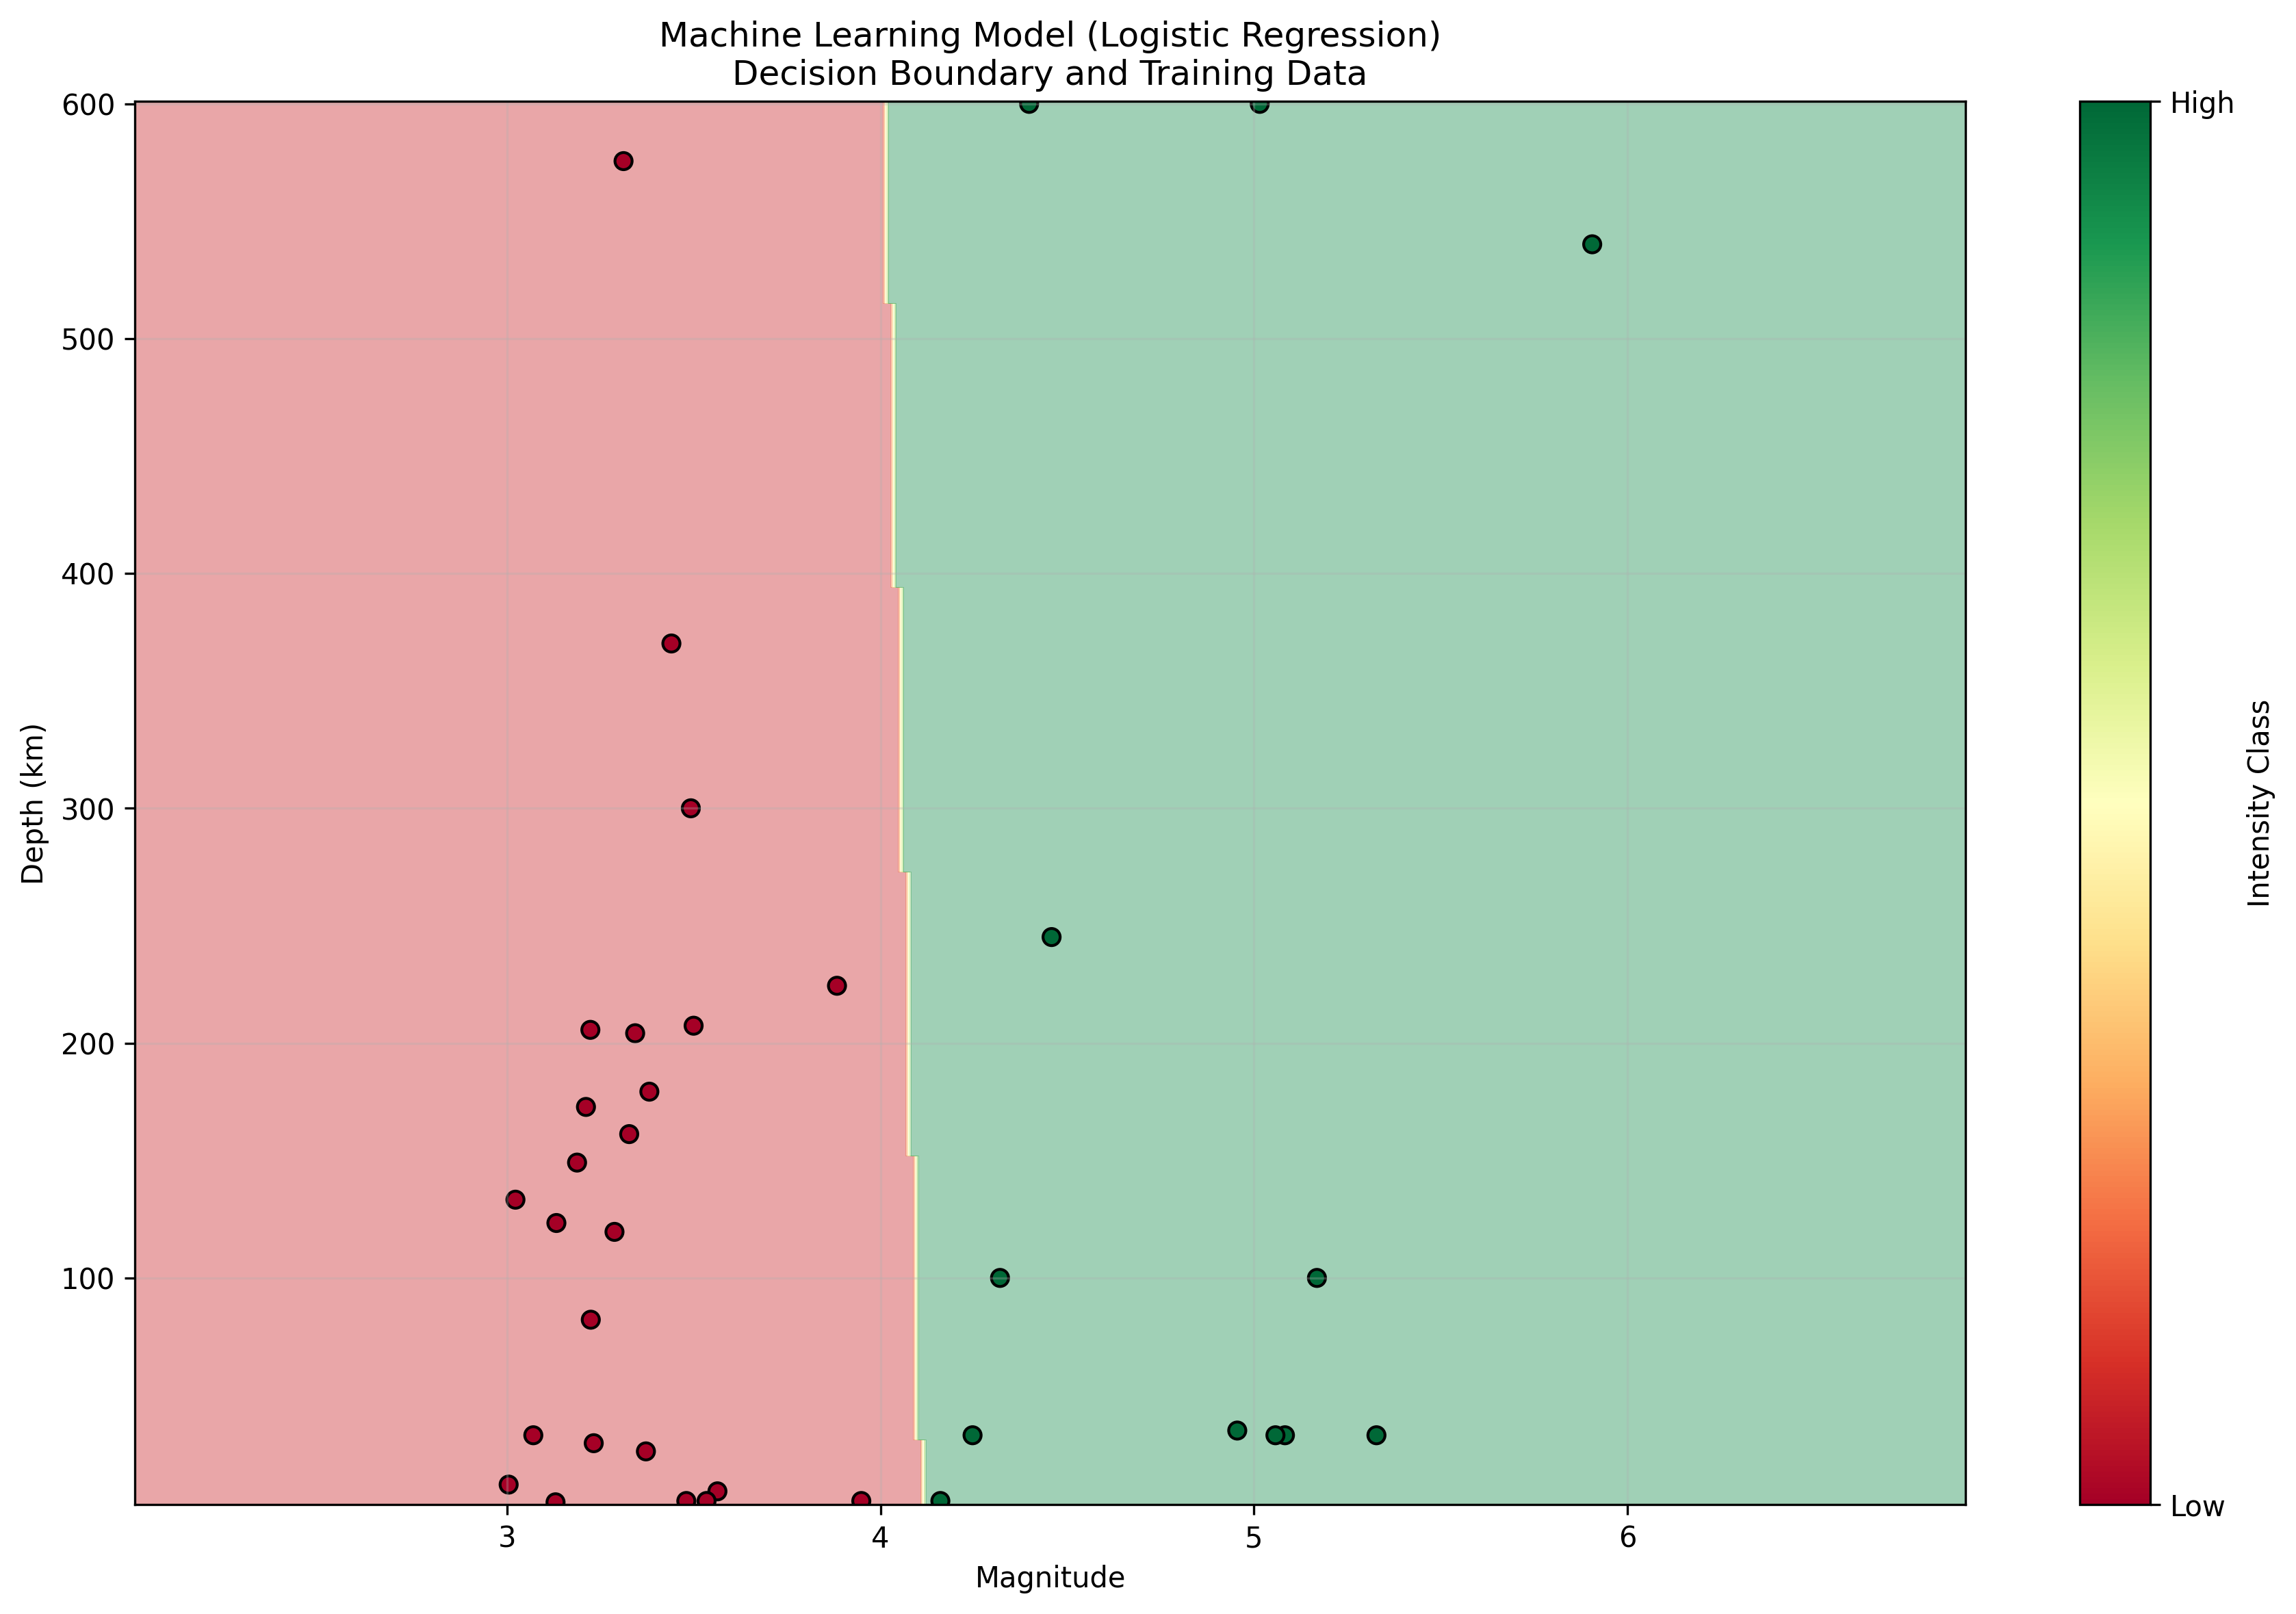 Machine Learning Model (Logistic Regression)
Decision Boundary and Training Data
600
500
400
300
200
100
Depth (km)
3
4
5
6
Magnitude
High
Low
Intensity Class